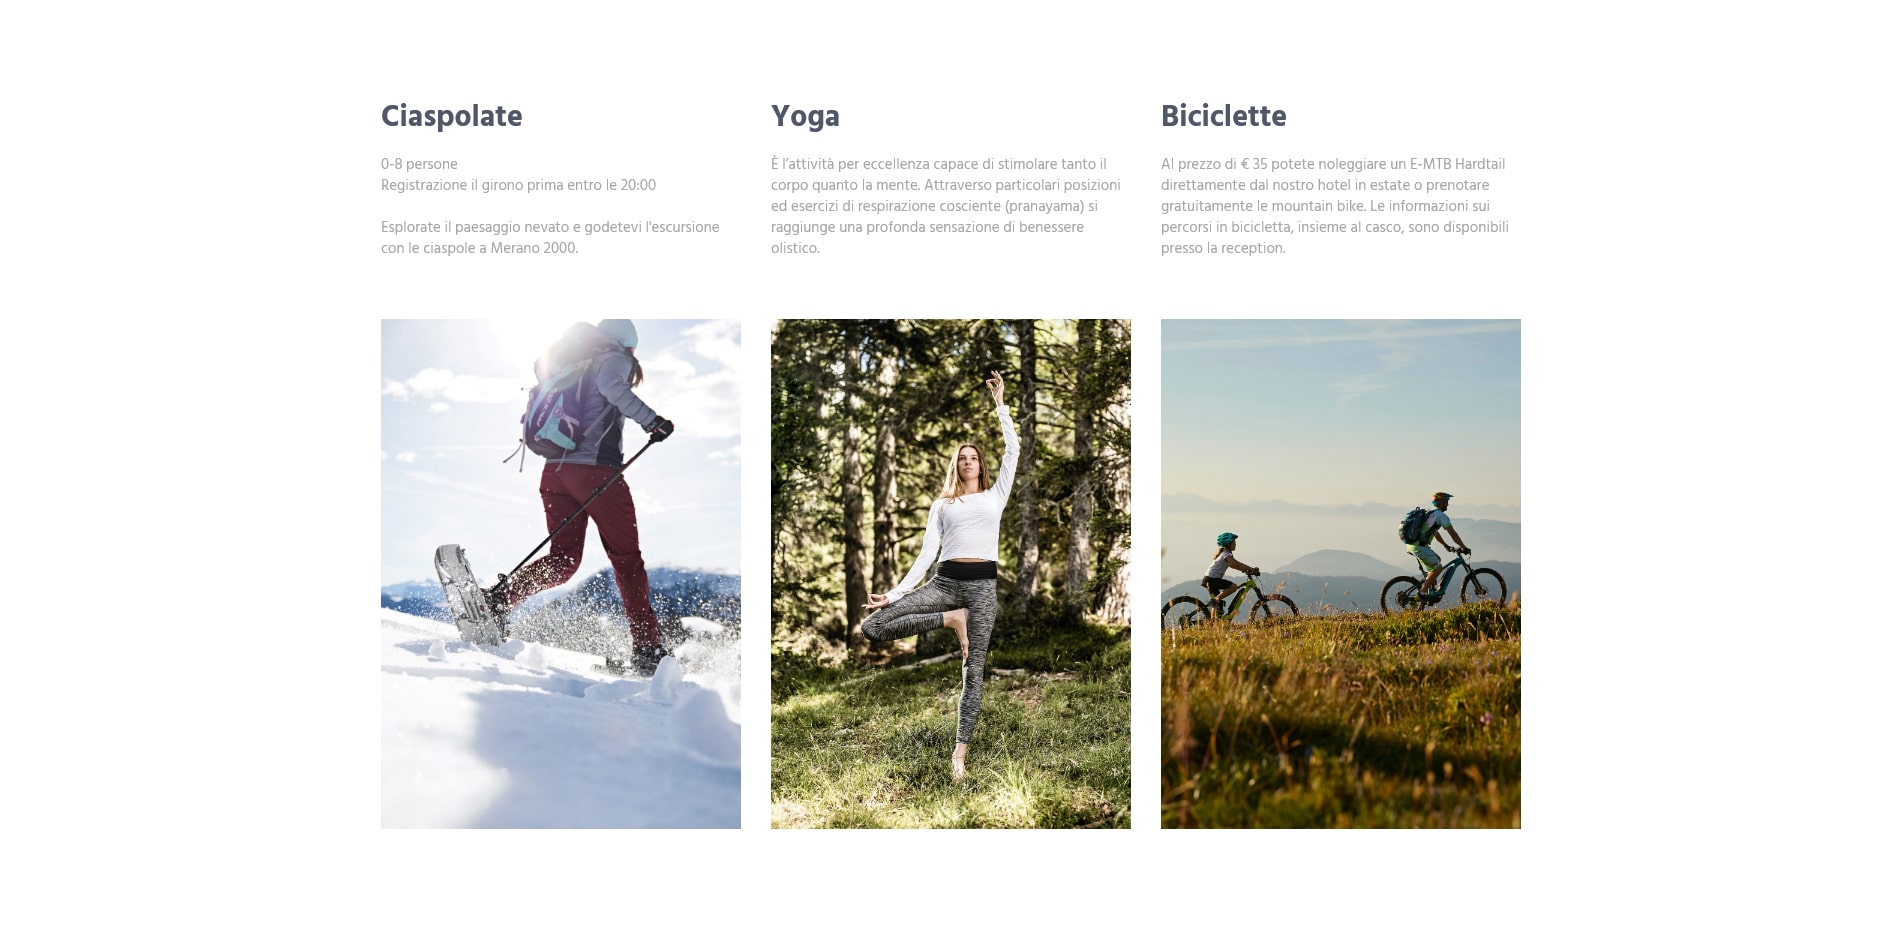 Ciaspolate
0-8 persone
Registrazione il girono prima entro le 20:00
Esplorate il paesaggio nevato e godetevi l'escursione
con le ciaspole a Merano 2000.
Yoga
È l’attività per eccellenza capace di stimolare tanto il
corpo quanto la mente. Attraverso particolari posizioni
ed esercizi di respirazione cosciente (pranayama) si
raggiunge una profonda sensazione di benessere
olistico.
Biciclette
Al prezzo di € 35 potete noleggiare un E-MTB Hardtail
direttamente dal nostro hotel in estate o prenotare
gratuitamente le mountain bike. Le informazioni sui
percorsi in bicicletta, insieme al casco, sono disponibili
presso la reception.